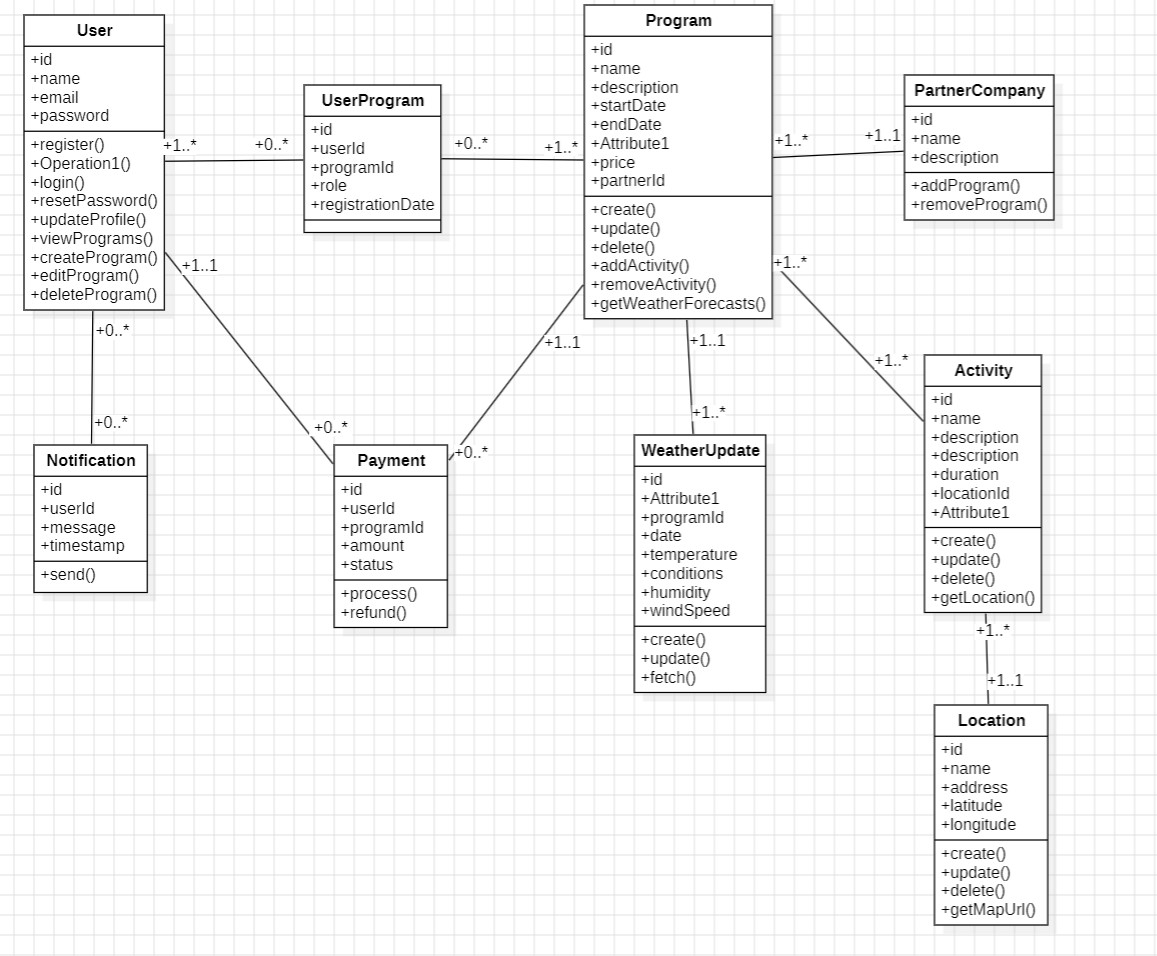 User
+id
+name
+email
+password
+register()
+Operation1()
+login()
+resetPassword()
+updateProfile()
+viewPrograms()
+createProgram()
+editProgram()
+deleteProgram()
+1..*
+0..*
UserProgram
+id
+userId
+programId
+role
+registrationDate
+0..*
+1..*
Program
+id
+name
+description
+startDate
+endDate
+Attribute1
+price
+partnerId
+create()
+update()
+delete()
+addActivity()
+removeActivity()
+getWeatherForecasts()
+1..*
+1..1
PartnerCompany
+id
+name
+description
+addProgram()
+removeProgram()
+1..1
+0..*
+0..*
+0..*
+1..1
+0..*
+1..1
+1..*
+1..*
+1..*
Notification
+id
+userId
+message
+timestamp
+send()
Payment
+id
+userId
+programId
+amount
+status
+process()
+refund()
WeatherUpdate
+id
+Attribute1
+programId
+date
+temperature
+conditions
+humidity
+windSpeed
+create()
+update()
+fetch()
Activity
+id
+name
+description
+description
+duration
+locationId
+Attribute1
+create()
+update()
+delete()
+getLocation()
+1..*
+1..1
Location
+id
+name
+address
+latitude
+longitude
+create()
+update()
+delete()
+getMapUrl()